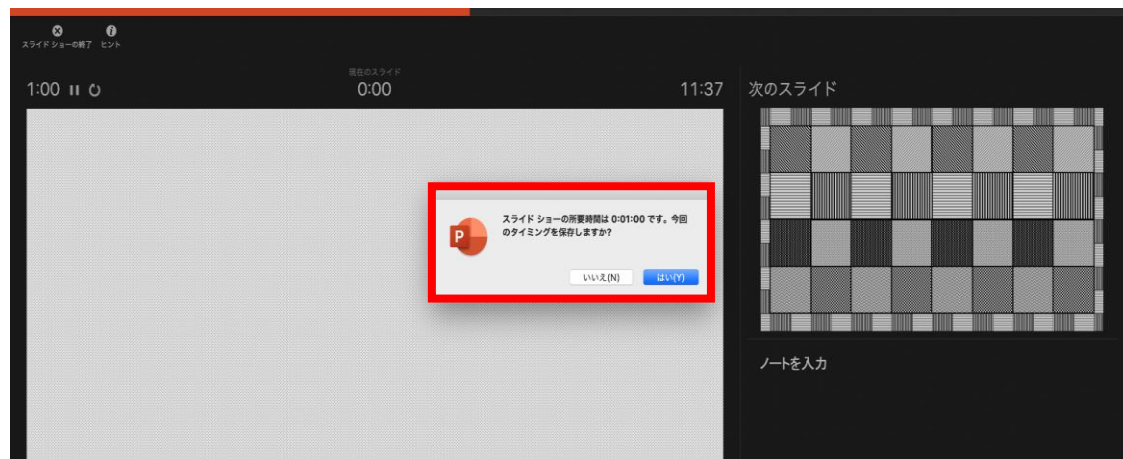 スライド ショーの終了 ヒント
現在のスライド
1:00 0:00 11:37 次のスライド
P
スライド ショーの所要時間は 0:01:00 です。今回
のタイミングを保存しますか?
いいえ(N) はい(Y)
ノートを入力